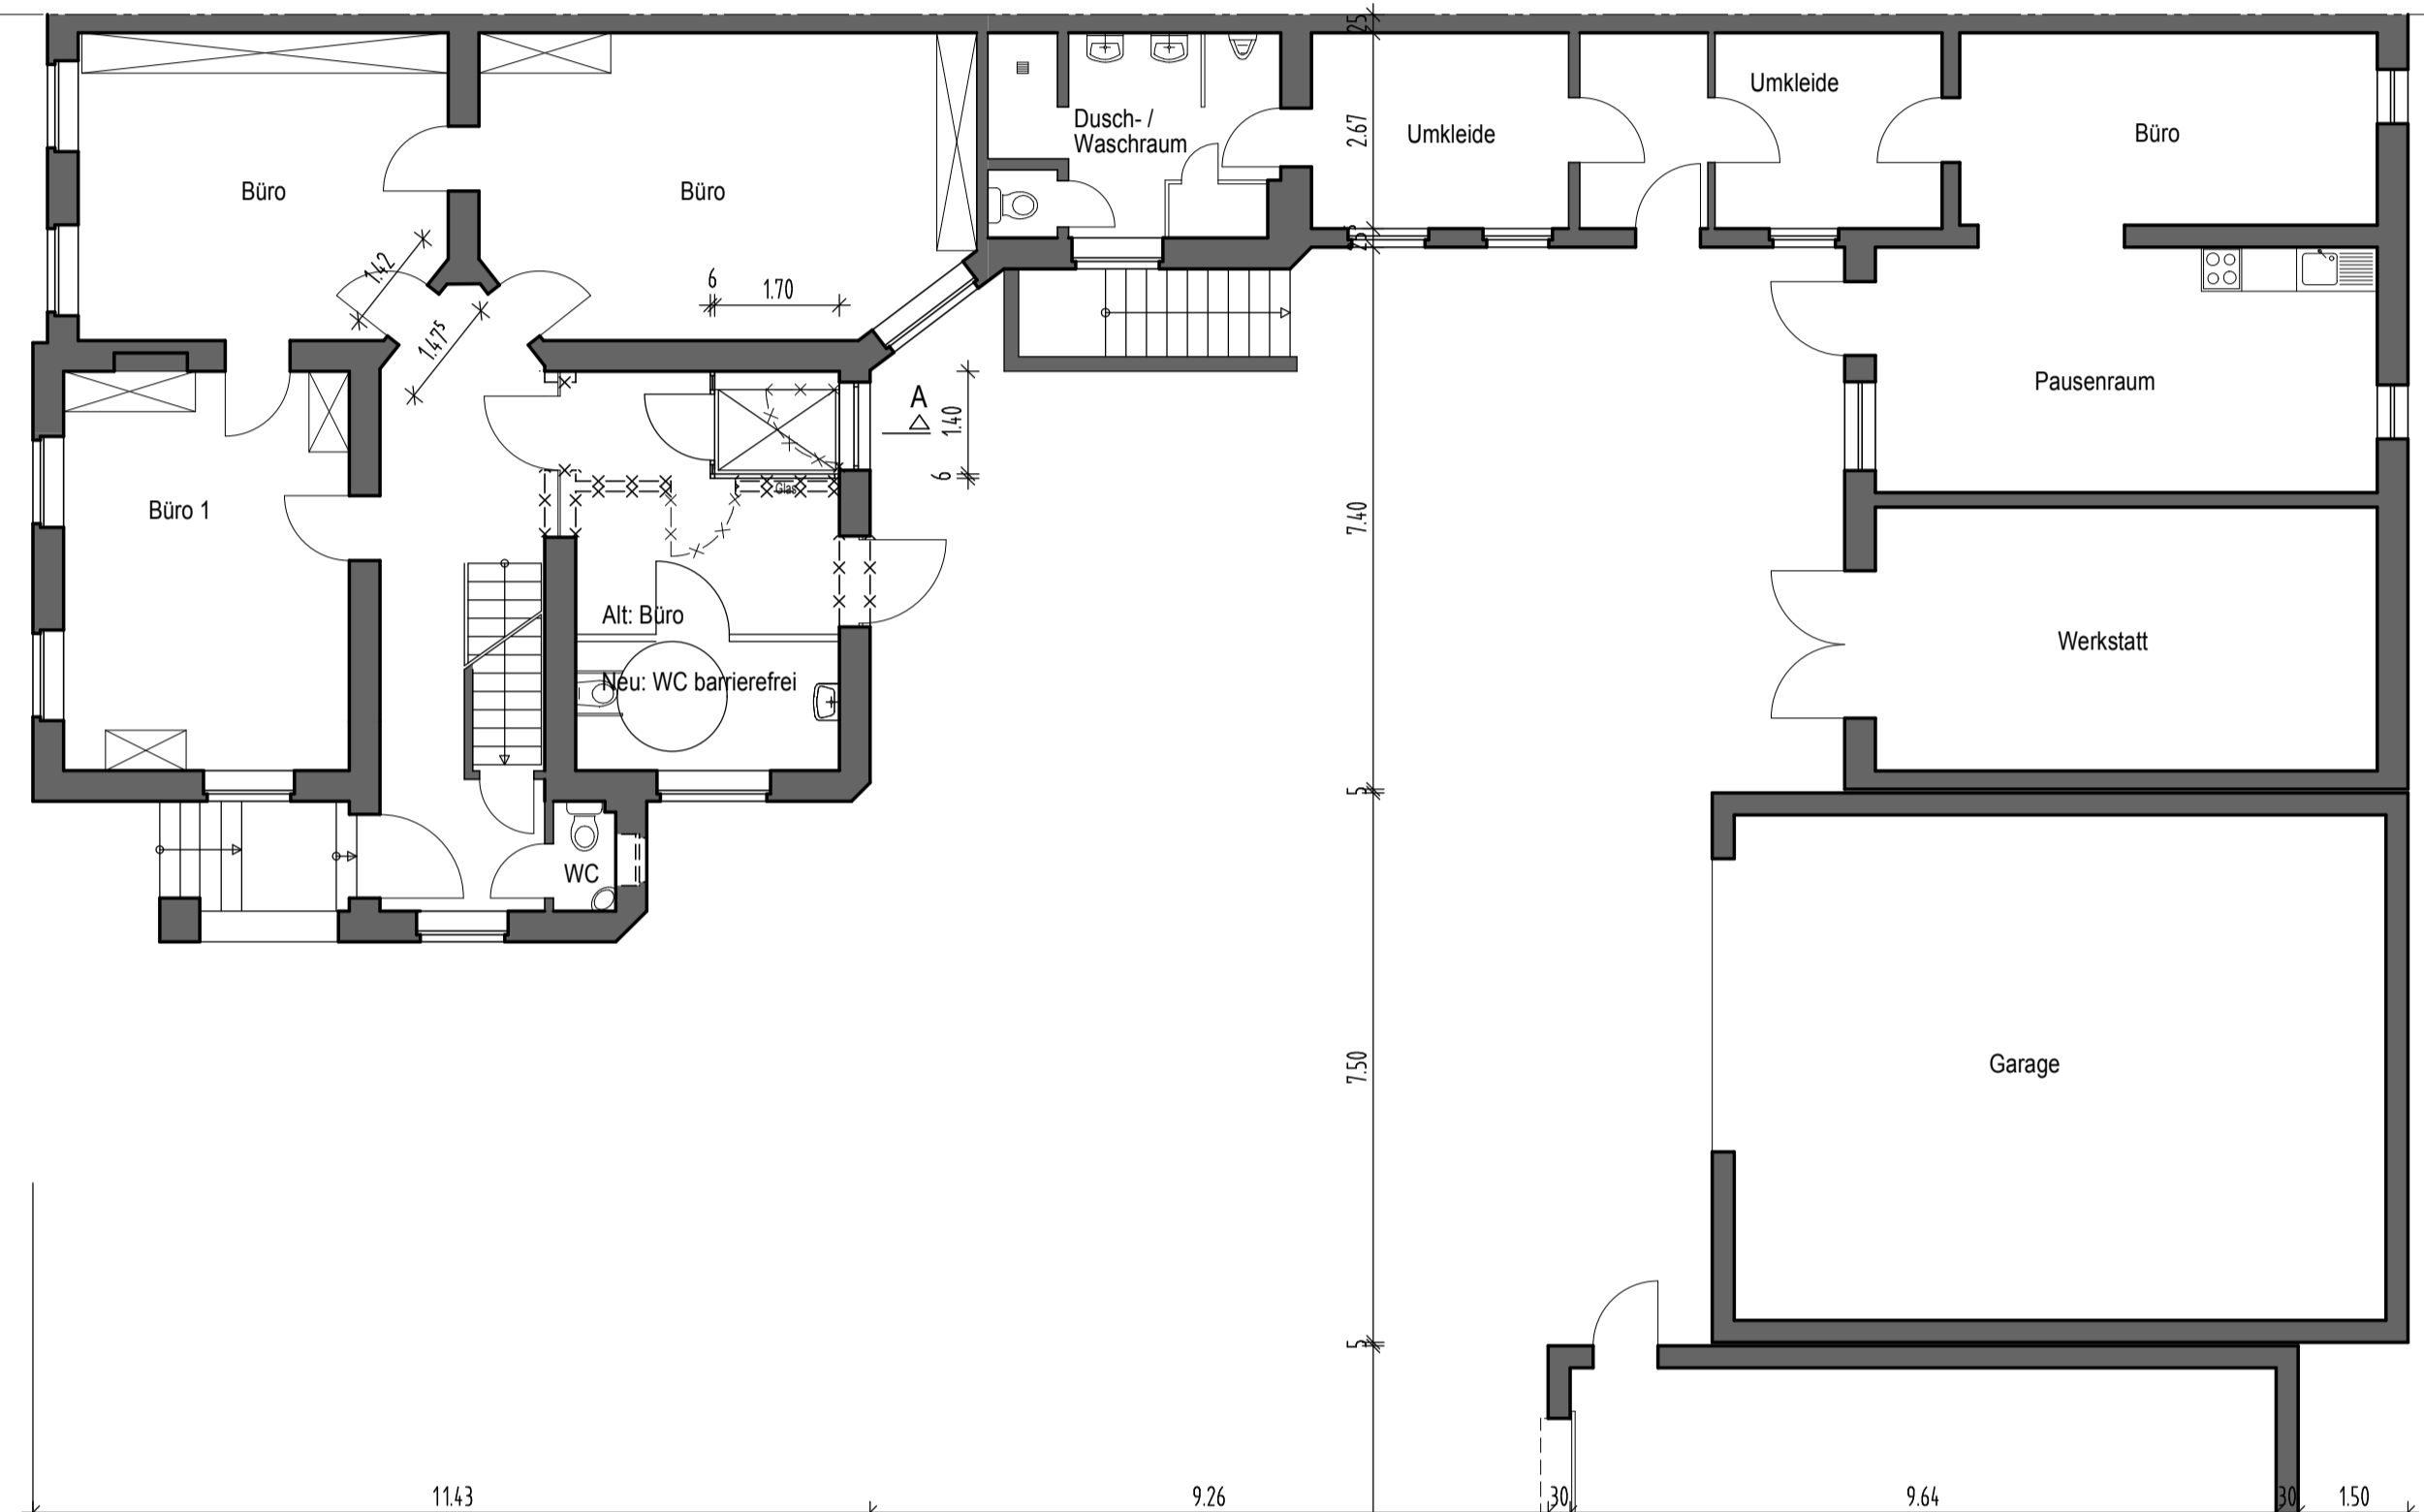 25
Umkleide
Dusch- /
Waschraum
Umkleide
2.67
Büro
Büro
Büro
1.42
6
1.70
1.47⁵
Pausenraum
A
1.40
6
Glas
Büro 1
7.40
Alt: Büro
Werkstatt
Neu: WC barrierefrei
5
WC
7.50
Garage
5
11.43
9.26
30
9.64
30
1.50